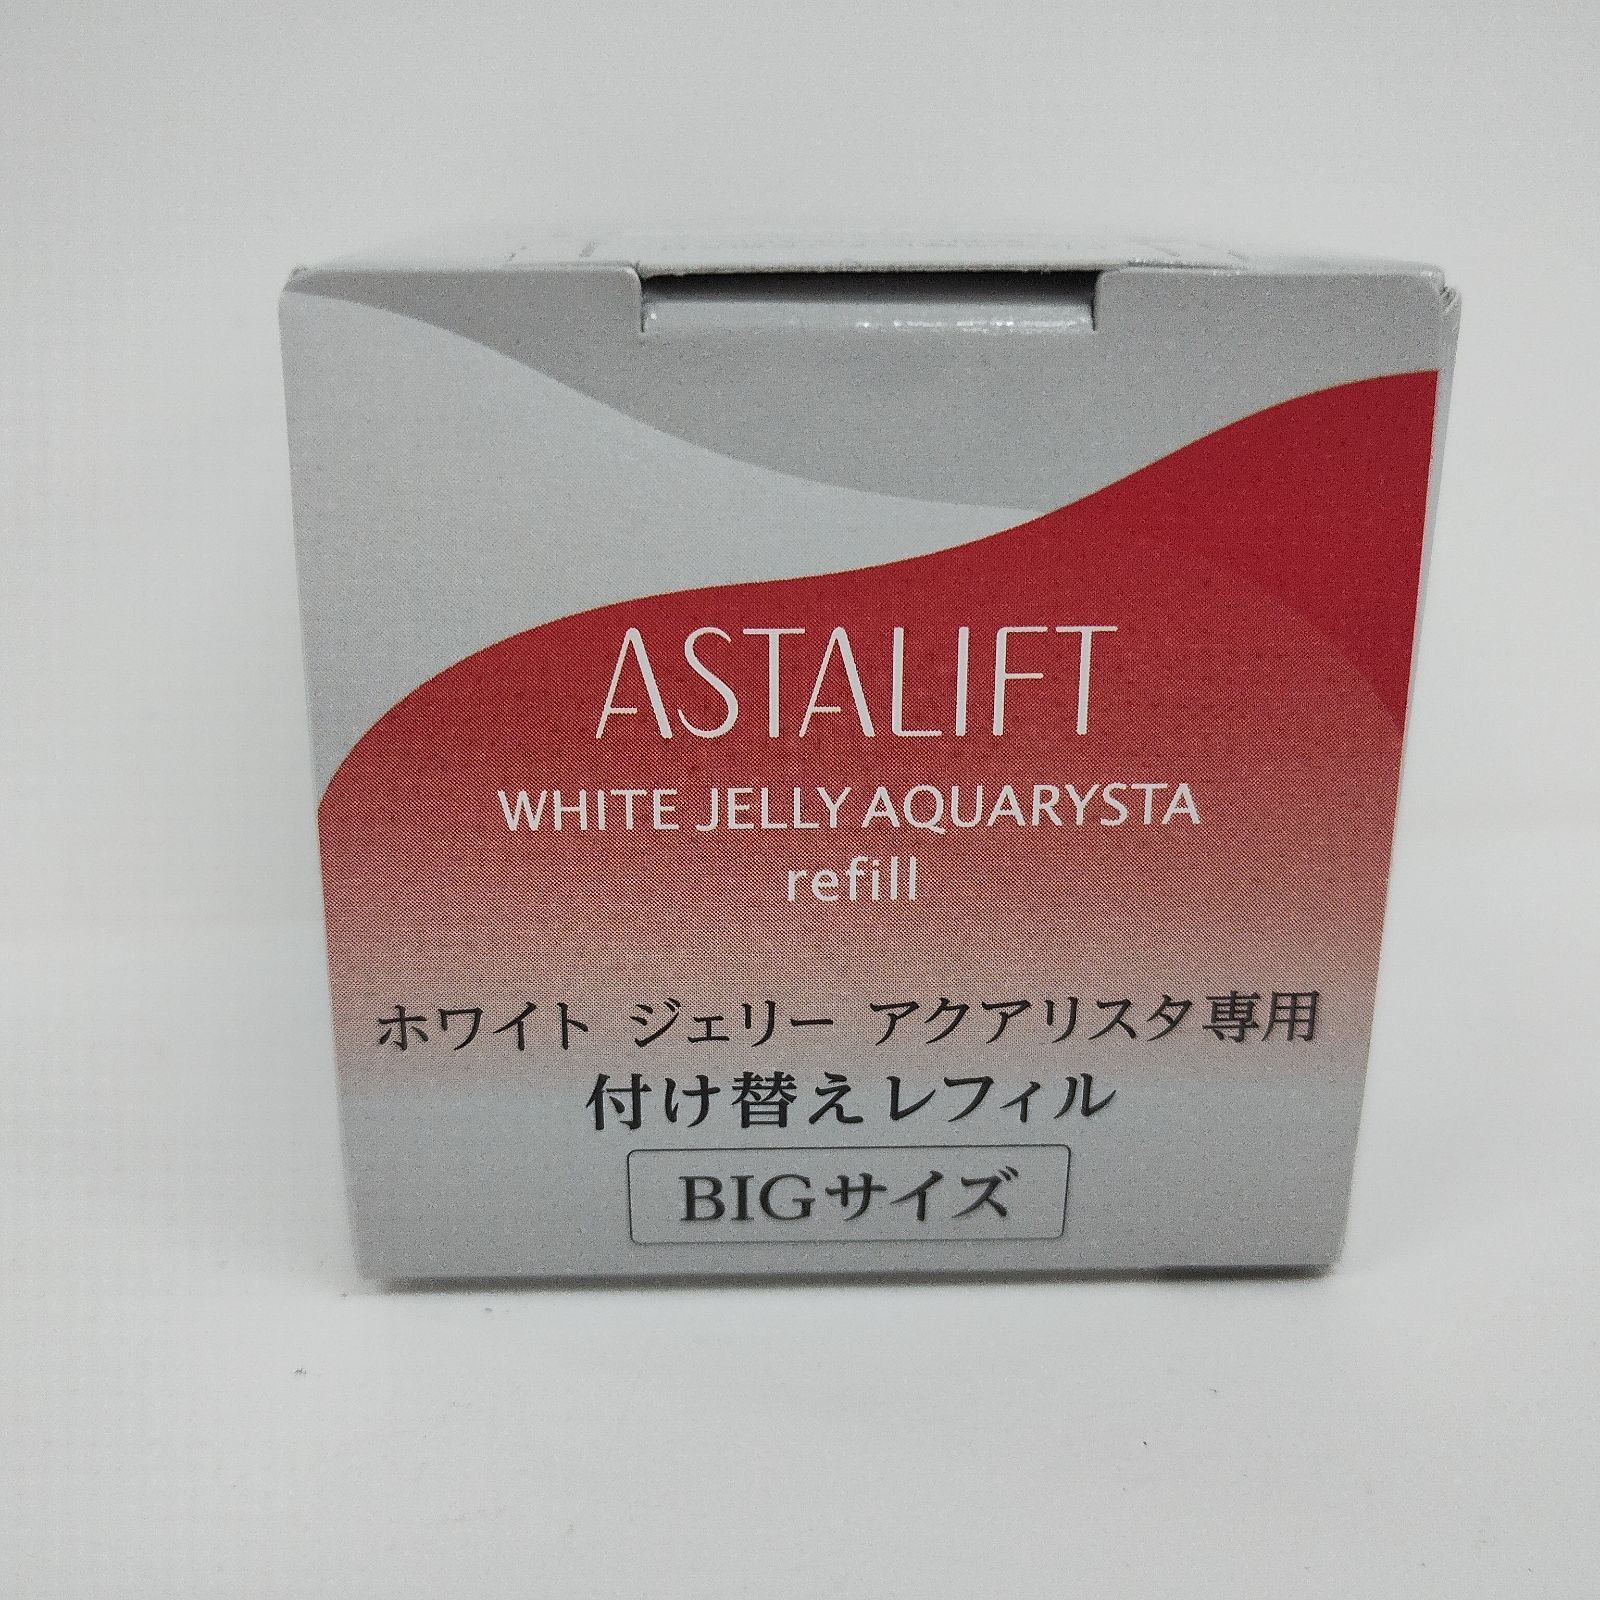 ASTALIFT
WHITE JELLY AQUARYSTA
refill
ホワイト ジェリー アクアリスタ専用
付け替えレフィル
BIGサイズ